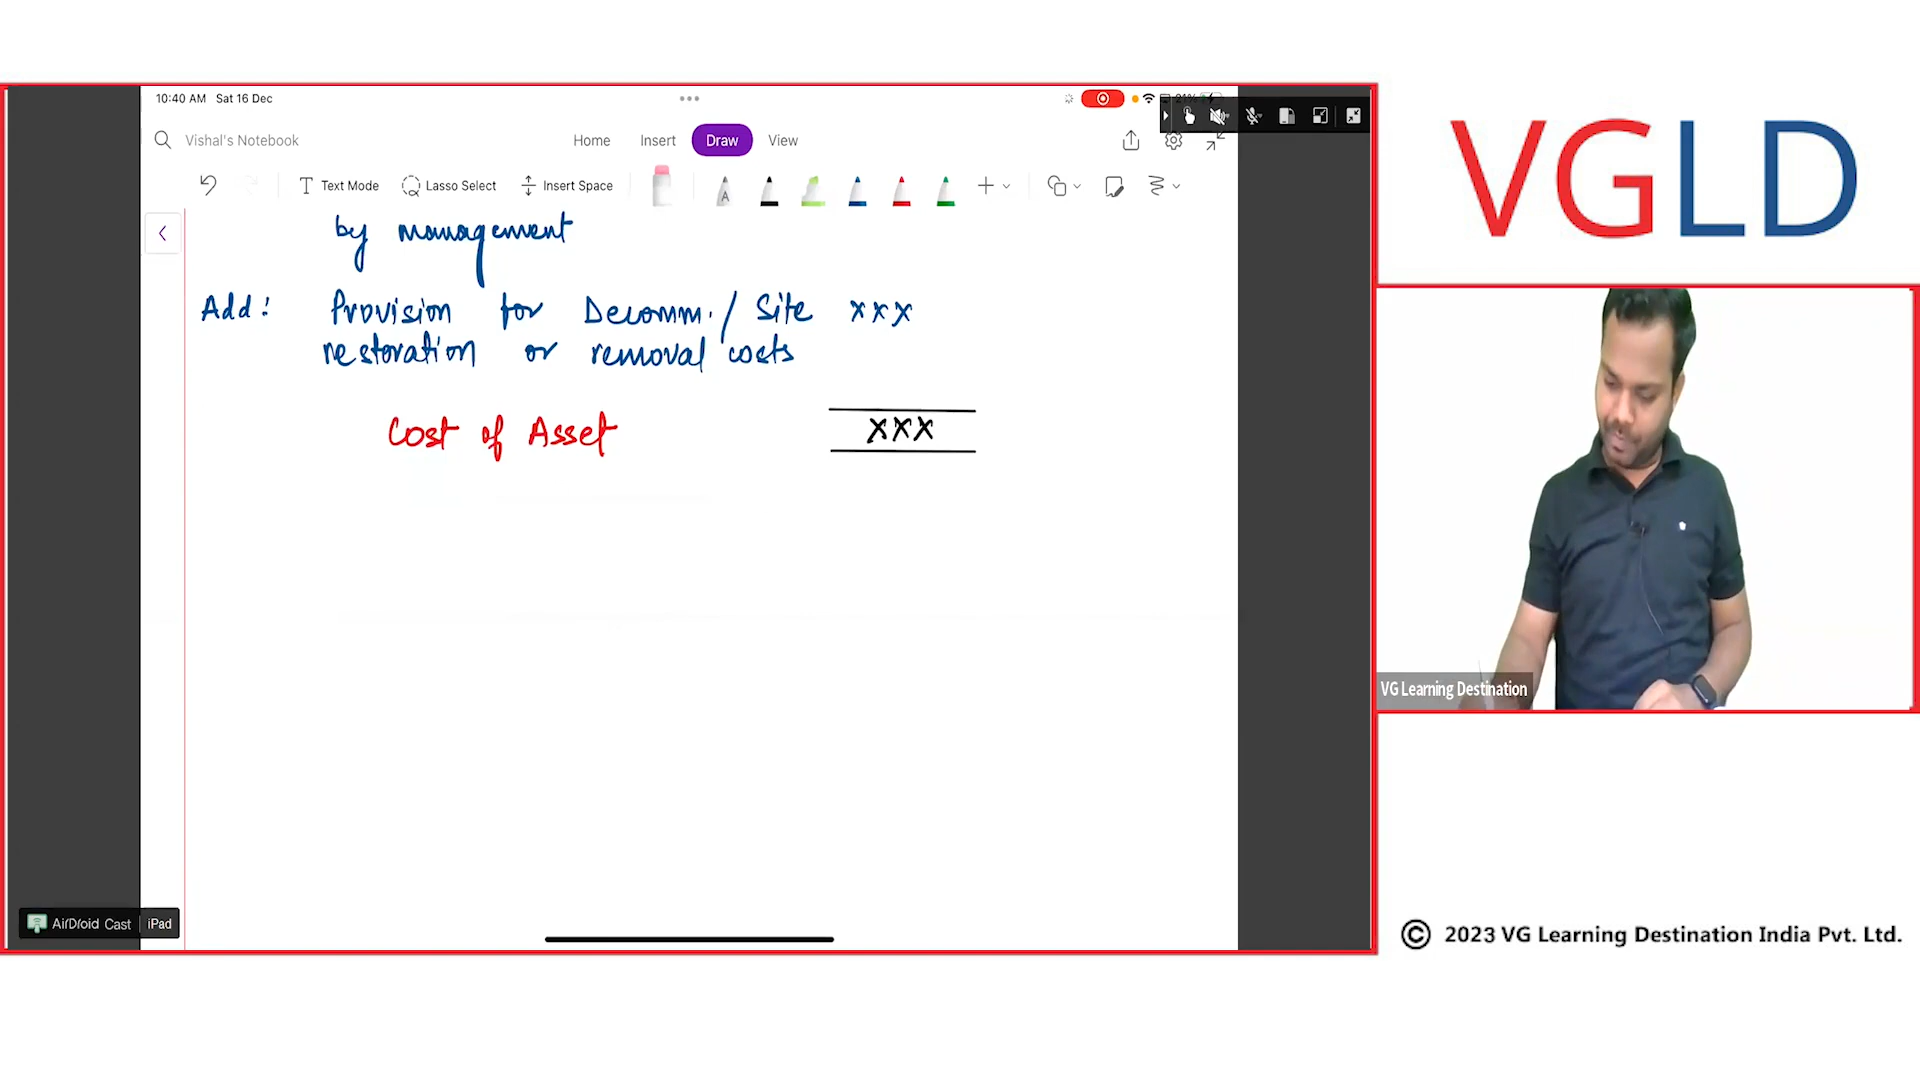 10:40 AM Sat 16 Dec
21%
Vishal's Notebook
Home Insert Draw View
Text Mode Lasso Select Insert Space
A
by management
Add: Provision for Decomm./ Site xxx
restoration or removal costs
Cost of Asset xxx
AirDroid Cast iPad
VGLD
VG Learning Destination
© 2023 VG Learning Destination India Pvt. Ltd.